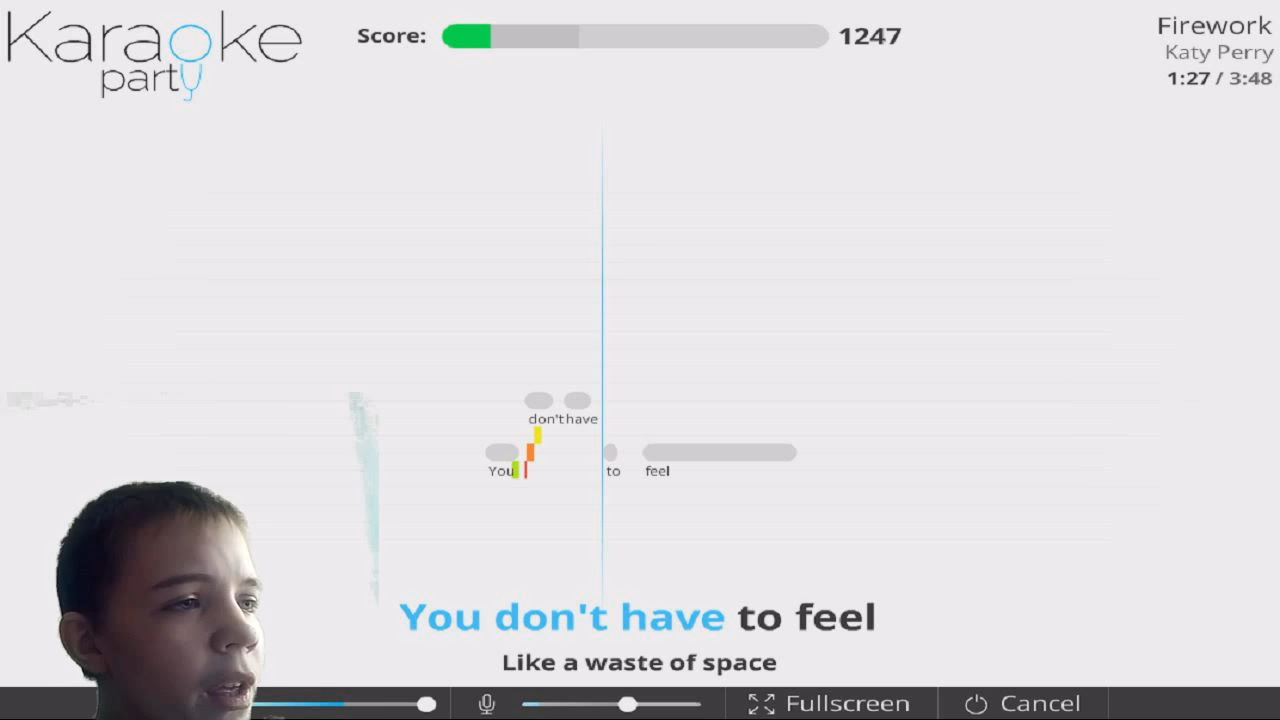 Karaoke
party
Score: 1247
Firework
Katy Perry
1:27 / 3:48
don't have
You to feel
You don't have to feel
Like a waste of space
Fullscreen Cancel